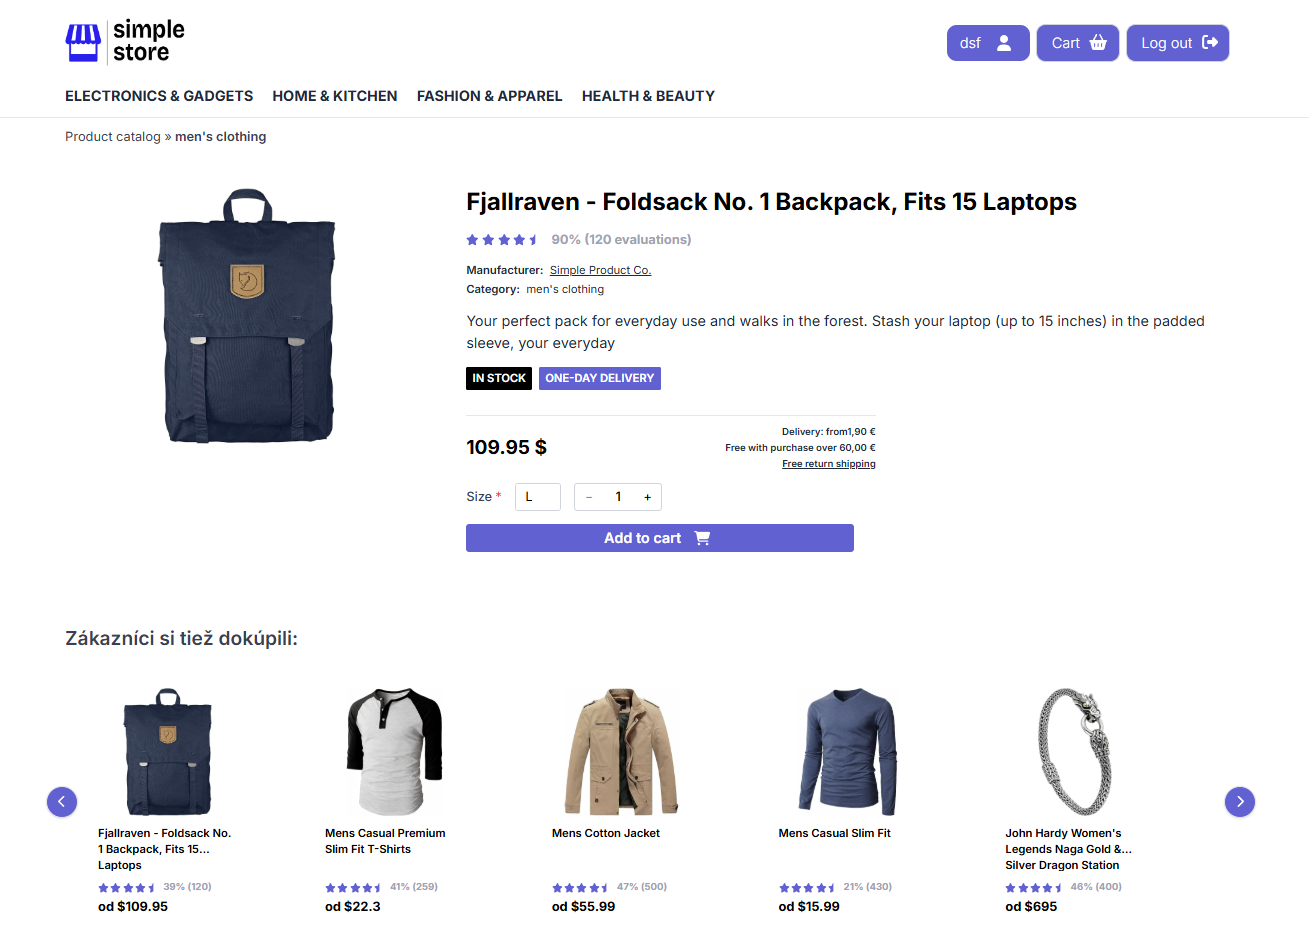 simple
store
dsf
Cart
Log out
ELECTRONICS & GADGETS
HOME & KITCHEN
FASHION & APPAREL
HEALTH & BEAUTY
Product catalog » men's clothing
Fjallraven - Foldsack No. 1 Backpack, Fits 15 Laptops
90% (120 evaluations)
Manufacturer: Simple Product Co.
Category: men's clothing
Your perfect pack for everyday use and walks in the forest. Stash your laptop (up to 15 inches) in the padded
sleeve, your everyday
IN STOCK
ONE-DAY DELIVERY
109.95 $
Delivery: from1,90 €
Free with purchase over 60,00 €
Free return shipping
Size *
L
− 1 +
Add to cart
Zákazníci si tiež dokúpili:
Fjallraven - Foldsack No.
1 Backpack, Fits 15...
Laptops
39% (120)
od $109.95
Mens Casual Premium
Slim Fit T-Shirts
41% (259)
od $22.3
Mens Cotton Jacket
47% (500)
od $55.99
Mens Casual Slim Fit
21% (430)
od $15.99
John Hardy Women's
Legends Naga Gold &...
Silver Dragon Station
46% (400)
od $695